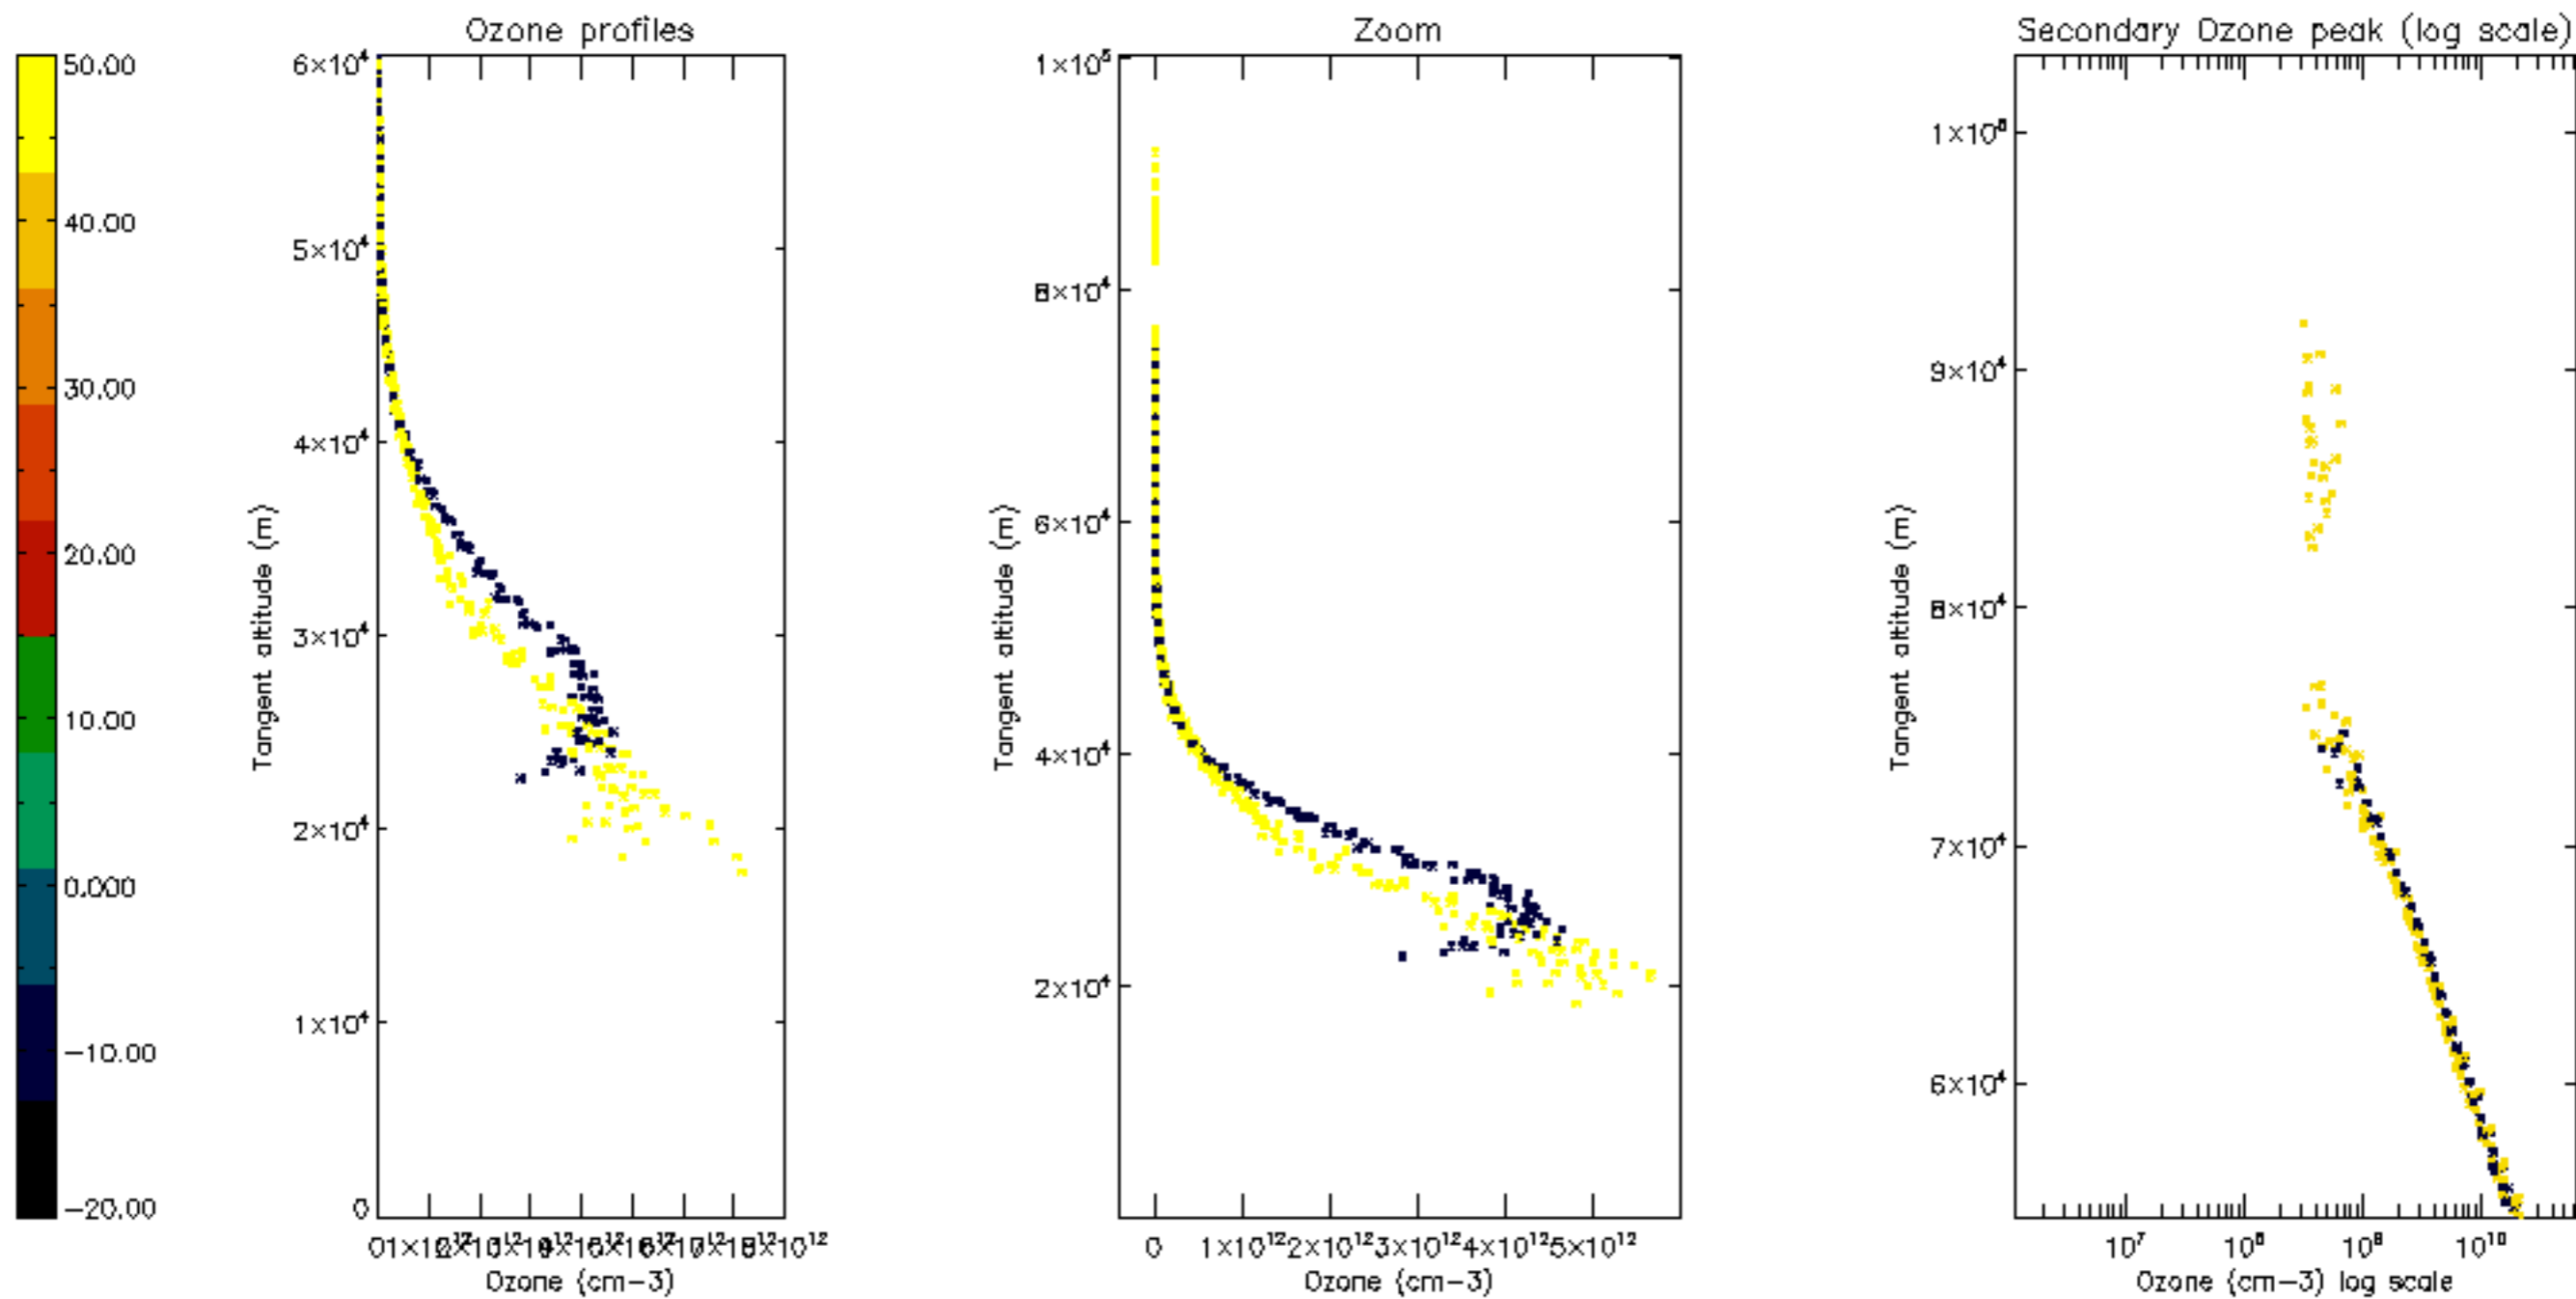 Ozone profiles
Zoom
Secondary Ozone peak (log scale)
50.00
40.00
30.00
20.00
10.00
0.000
−10.00
−20.00
Tangent altitude (m)
6×10⁴
5×10⁴
4×10⁴
3×10⁴
2×10⁴
1×10⁴
0
Ozone (cm−3)
Tangent altitude (m)
1×10⁵
8×10⁴
6×10⁴
4×10⁴
2×10⁴
0 1×10¹² 2×10¹² 3×10¹² 4×10¹² 5×10¹²
Ozone (cm−3)
Tangent altitude (m)
9×10⁴
8×10⁴
7×10⁴
6×10⁴
10⁷ 10⁸ 10⁹ 10¹⁰
Ozone (cm−3) log scale